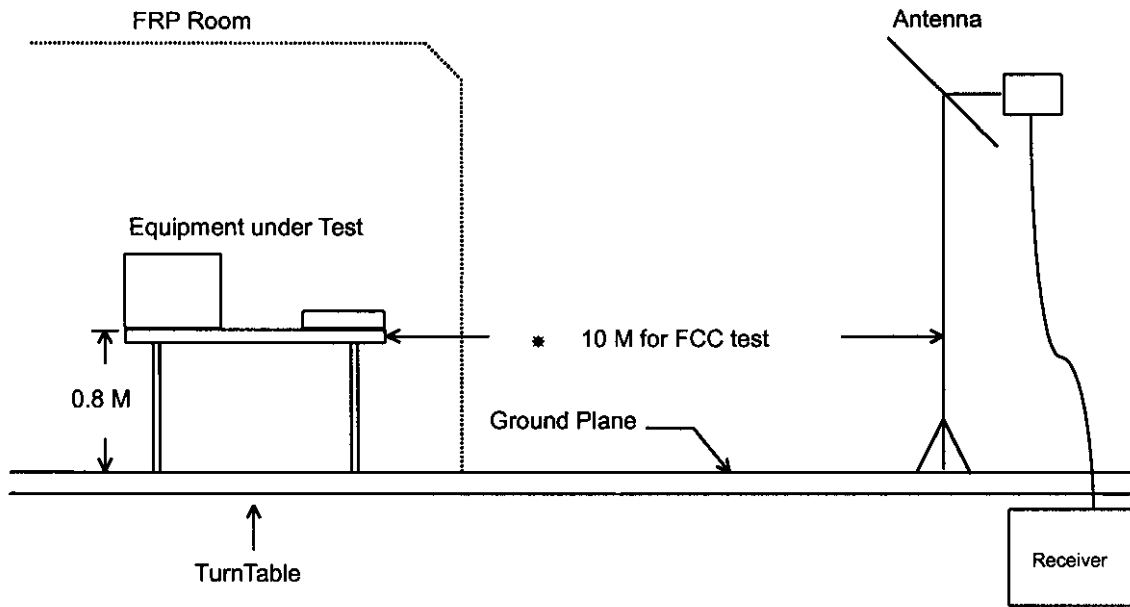 FRP Room
Antenna
Equipment under Test
* 10 M for FCC test
0.8 M
Ground Plane
TurnTable
Receiver